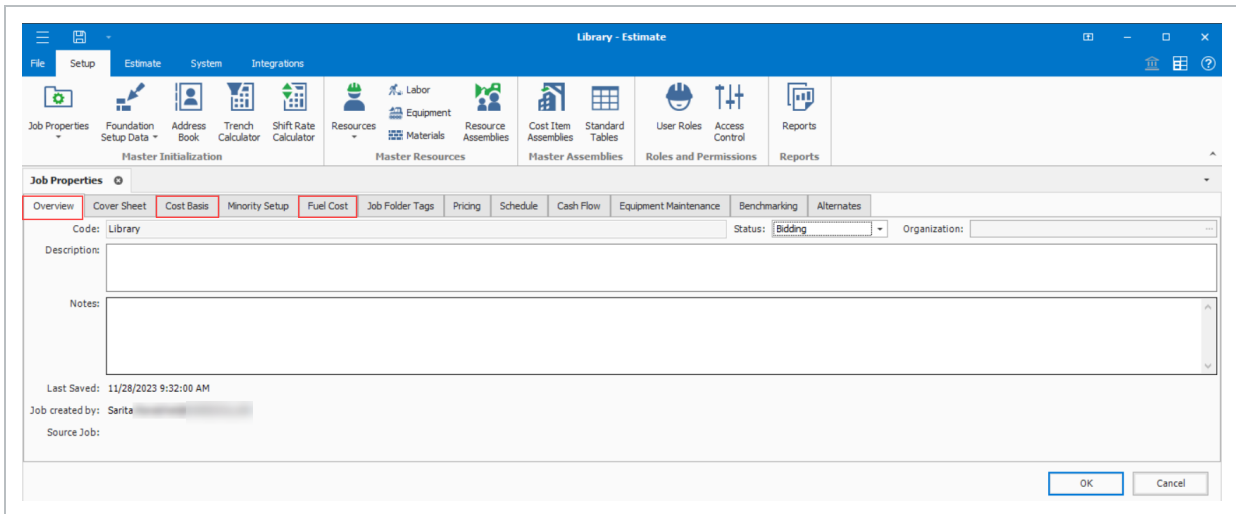 Library - Estimate
File Setup Estimate System Integrations
Job Properties Foundation Setup Data Address Book Trench Calculator Shift Rate Calculator Resources Labor Equipment Materials Resource Assemblies Cost Item Assemblies Standard Tables User Roles Access Control Reports
Master Initialization Master Resources Master Assemblies Roles and Permissions Reports
Job Properties
Overview Cover Sheet Cost Basis Minority Setup Fuel Cost Job Folder Tags Pricing Schedule Cash Flow Equipment Maintenance Benchmarking Alternates
Code: Library Status: Bidding Organization:
Description:
Notes:
Last Saved: 11/28/2023 9:32:00 AM
Job created by: Sarita
Source Job:
OK Cancel